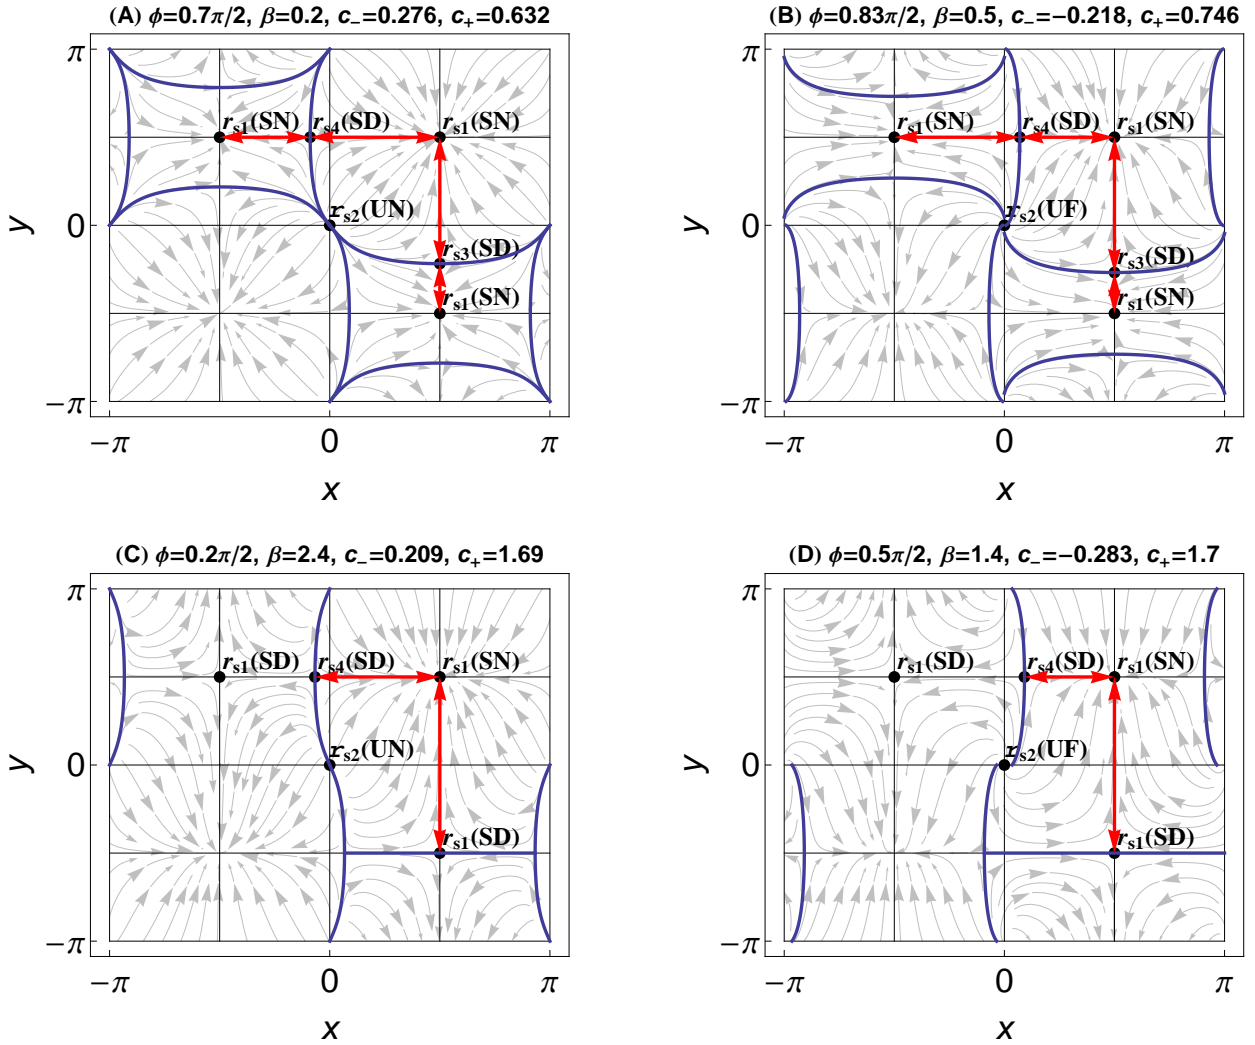 (A) ϕ=0.7π/2, β=0.2, c₋=0.276, c₊=0.632
π
r_s1(SN) r_s4(SD) r_s1(SN)
y 0
r_s2(UN)
r_s3(SD)
r_s1(SN)
−π
−π 0 π
x
(B) ϕ=0.83π/2, β=0.5, c₋=−0.218, c₊=0.746
π
r_s1(SN) r_s4(SD) r_s1(SN)
y 0
r_s2(UF)
r_s3(SD)
r_s1(SN)
−π
−π 0 π
x
(C) ϕ=0.2π/2, β=2.4, c₋=0.209, c₊=1.69
π
r_s1(SD) r_s4(SD) r_s1(SN)
y 0
r_s2(UN)
r_s1(SD)
−π
−π 0 π
x
(D) ϕ=0.5π/2, β=1.4, c₋=−0.283, c₊=1.7
π
r_s1(SD) r_s4(SD) r_s1(SN)
y 0
r_s2(UF)
r_s1(SD)
−π
−π 0 π
x